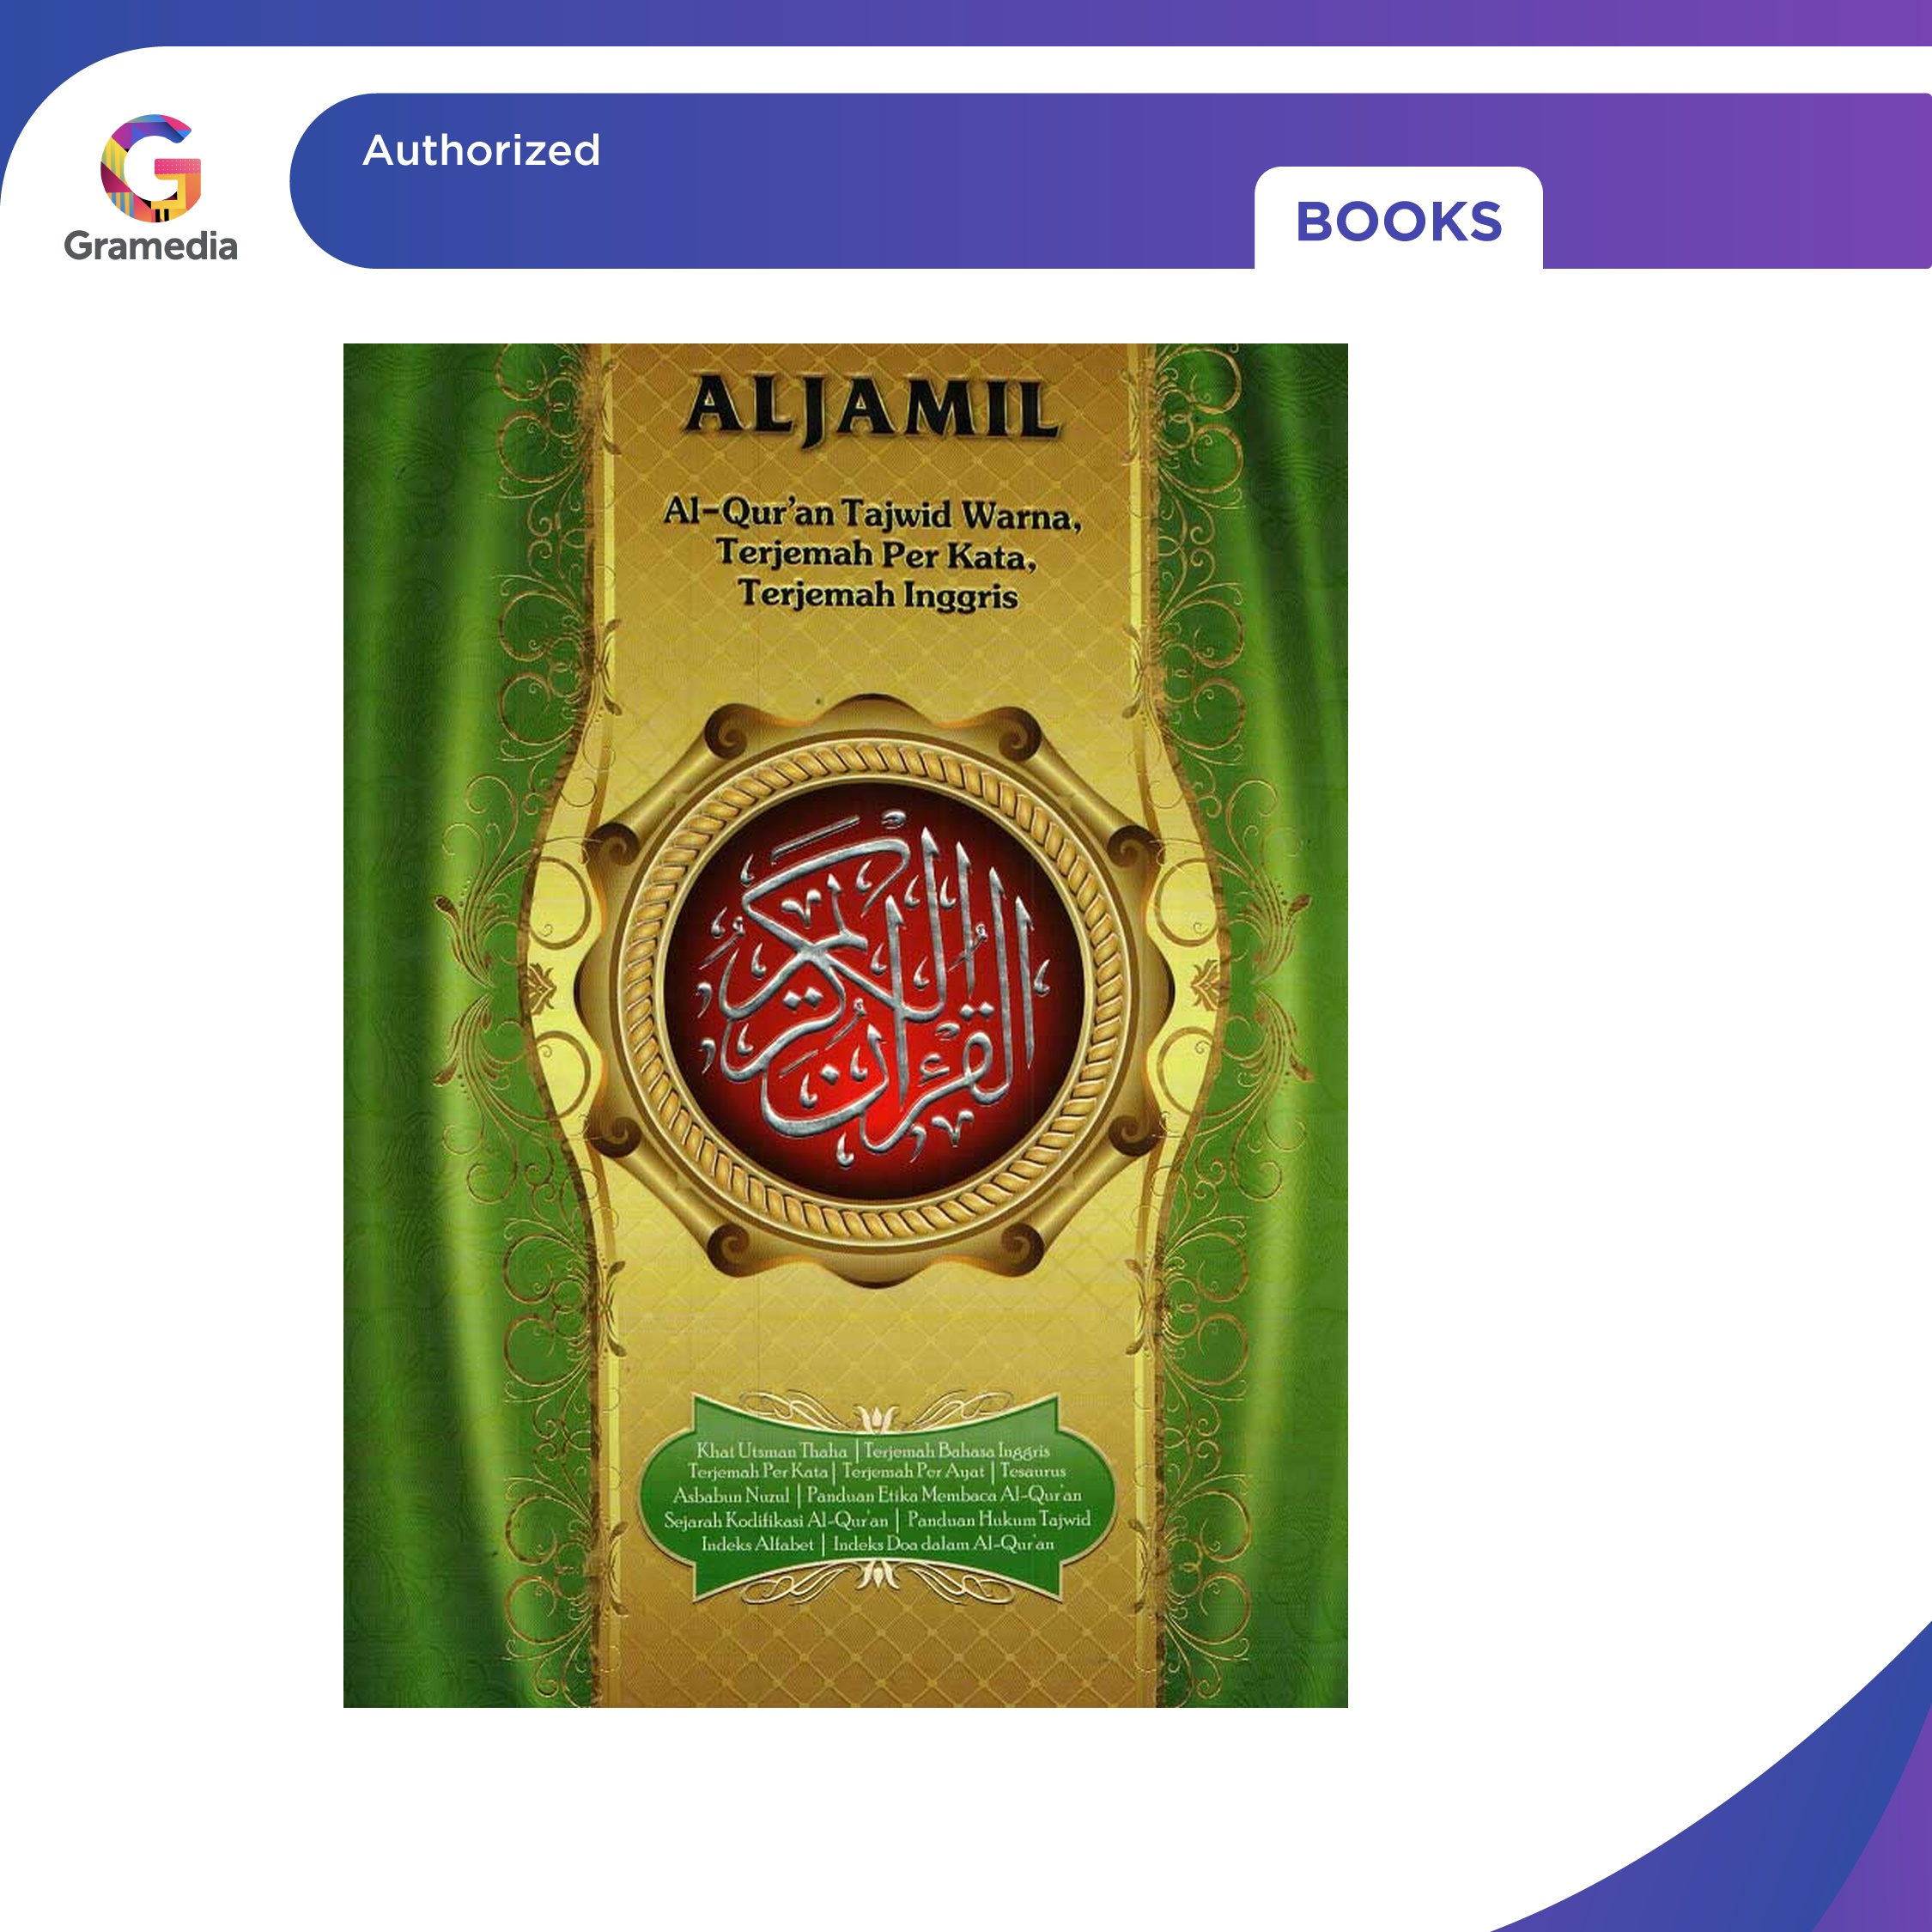 Gramedia
Authorized
BOOKS
ALJAMIL
Al-Qur'an Tajwid Warna,
Terjemah Per Kata,
Terjemah Inggris
القرآن الكريم
Khat Utsman Thaha | Terjemah Bahasa Inggris
Terjemah Per Kata | Terjemah Per Ayat | Tesaurus
Asbabun Nuzul | Panduan Etika Membaca Al-Qur'an
Sejarah Kodifikasi Al-Qur'an | Panduan Hukum Tajwid
Indeks Alfabet | Indeks Doa dalam Al-Qur'an